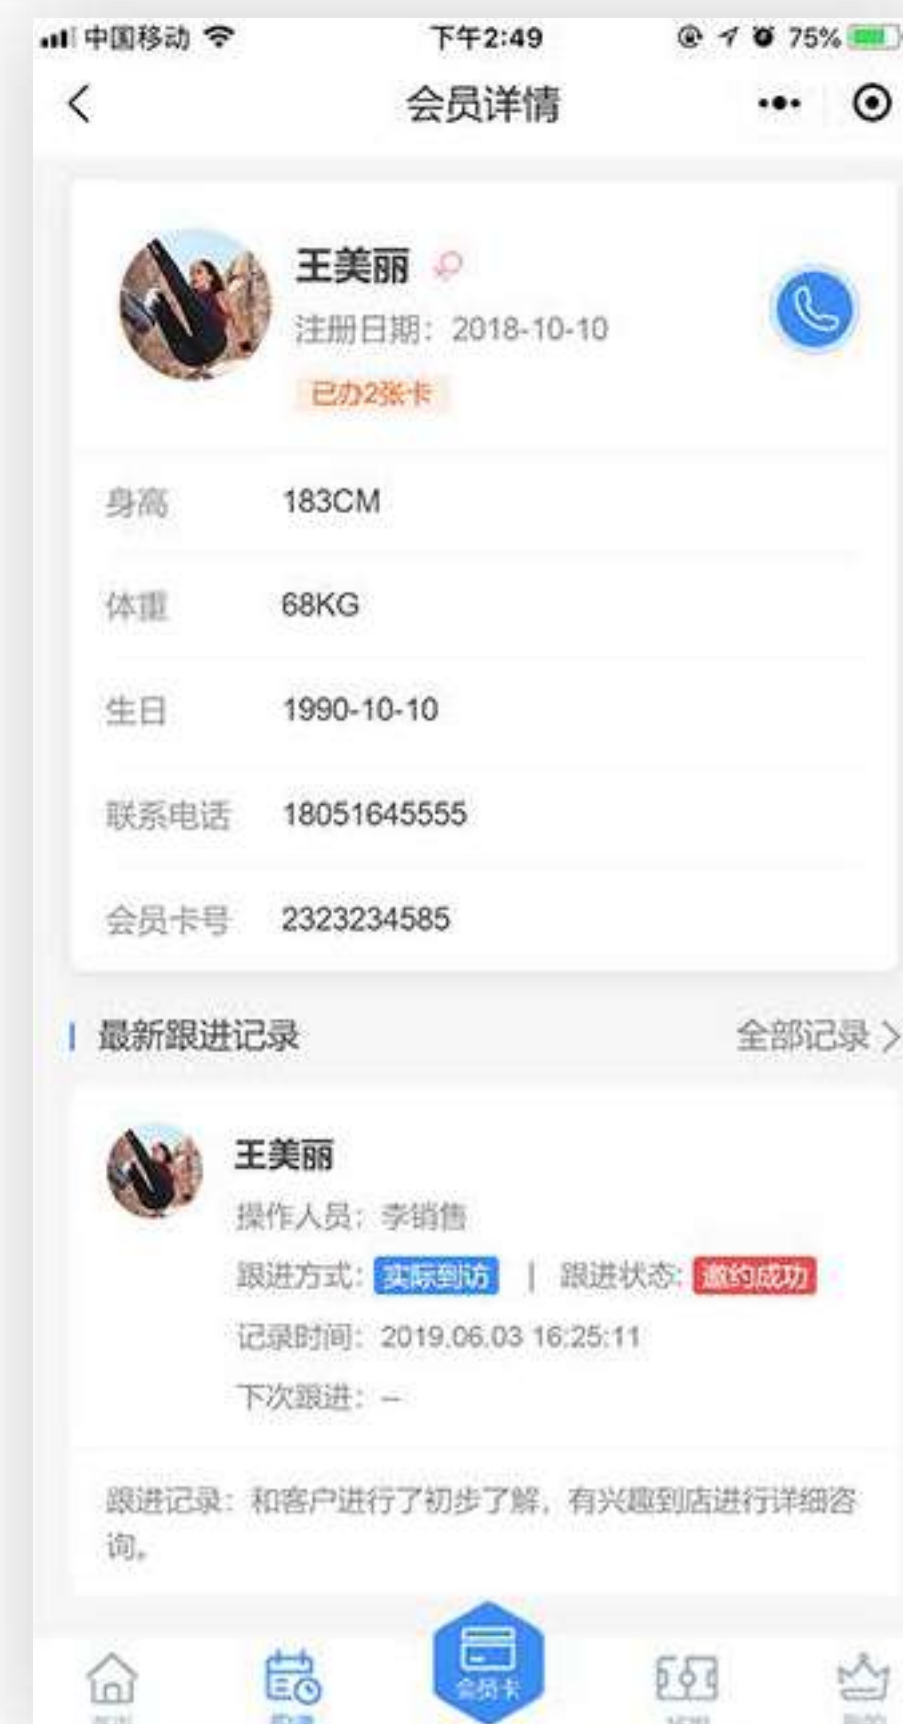 中国移动
下午2:49
75%
会员详情
王美丽
注册日期：2018-10-10
已办2张卡
身高 183CM
体重 68KG
生日 1990-10-10
联系电话 18051645555
会员卡号 2323234585
最新跟进记录 全部记录
王美丽
操作人员：李销售
跟进方式：实际到访 | 跟进状态:邀约成功
记录时间：2019.06.03 16:25:11
下次跟进：--
跟进记录：和客户进行了初步了解，有兴趣到店进行详细咨
询。
会员卡